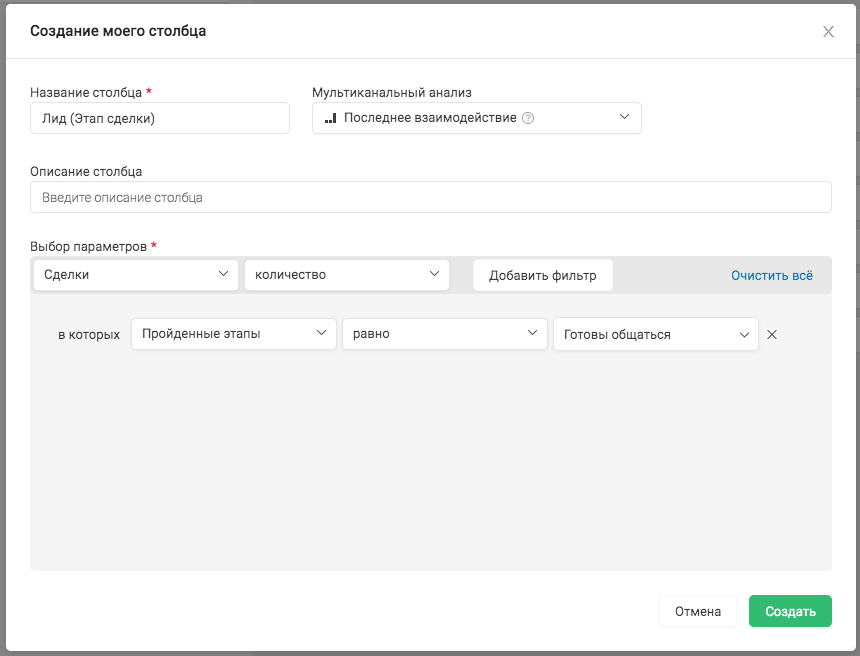 Создание моего столбца
Название столбца *
Мультиканальный анализ
Лид (Этап сделки)
Последнее взаимодействие ?
Описание столбца
Введите описание столбца
Выбор параметров *
Сделки
количество
Добавить фильтр
Очистить всё
в которых
Пройденные этапы
равно
Готовы общаться
Отмена
Создать